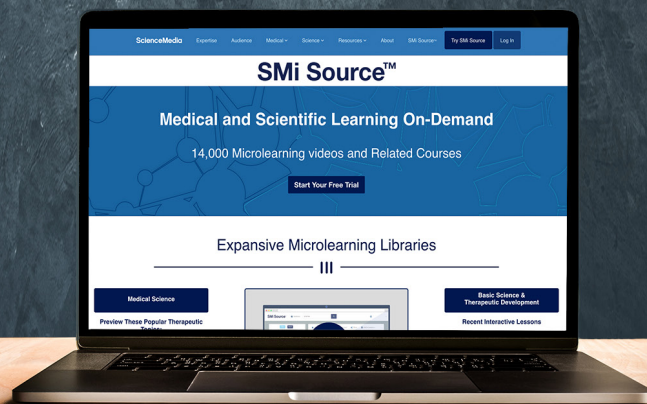 ScienceMedia Expertise Audience Medical Science Resources About SMi Source Try SMi Source Log In
SMi Source™
Medical and Scientific Learning On-Demand
14,000 Microlearning videos and Related Courses
Start Your Free Trial
Expansive Microlearning Libraries
Medical Science
Preview These Popular Therapeutic
Topics:
SMi Source
Basic Science &
Therapeutic Development
Recent Interactive Lessons